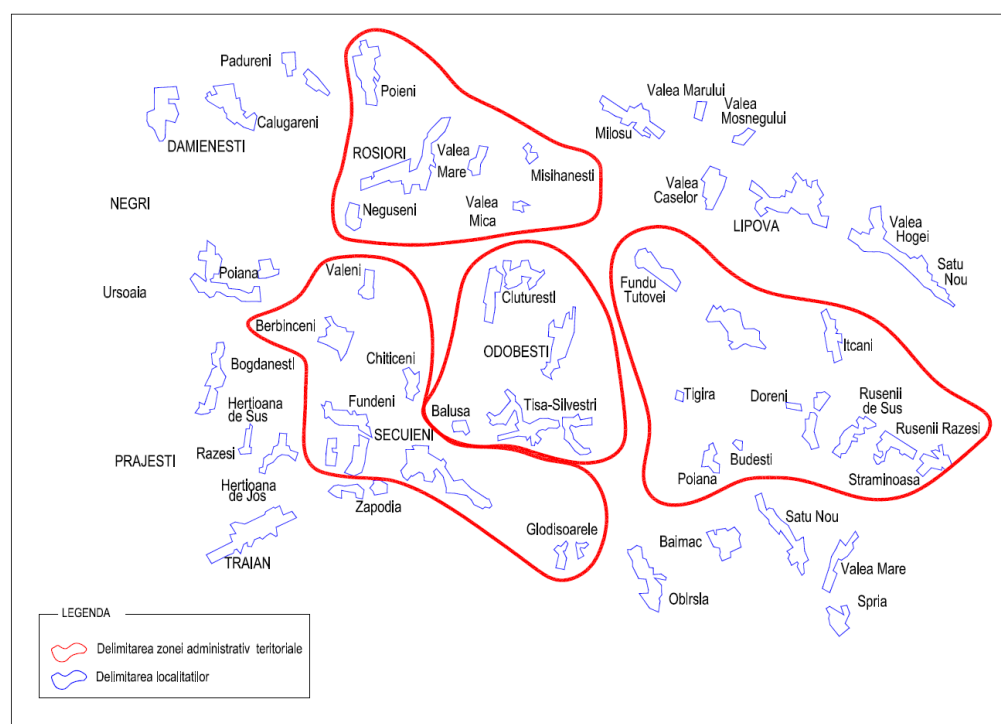 Padureni
Poieni
Calugareni
DAMIENESTI
Valea Marului
Valea
Mosnegului
Milosu
ROSIORI
Valea
Mare
Misihanesti
Valea
Caselor
NEGRI
Neguseni
Valea
Mica
LIPOVA
Valea
Hogei
Satu
Nou
Ursoaia
Poiana
Valeni
Cluturesti
Fundu
Tutovei
Berbinceni
ODOBESTI
Itcani
Bogdanesti
Chiticeni
Hertioana
de Sus
Fundeni
Balusa
Tisa-Silvestri
Tigira
Doreni
Rusenii
de Sus
SECUIENI
Rusenii Razesi
PRAJESTI
Razesi
Budesti
Poiana
Straminoasa
Hertioana
de Jos
Zapodia
Satu Nou
Glodisoarele
Baimac
TRAIAN
Valea Mare
Obirsia
Spria
LEGENDA
Delimitarea zonei administrativ teritoriale
Delimitarea localitatilor